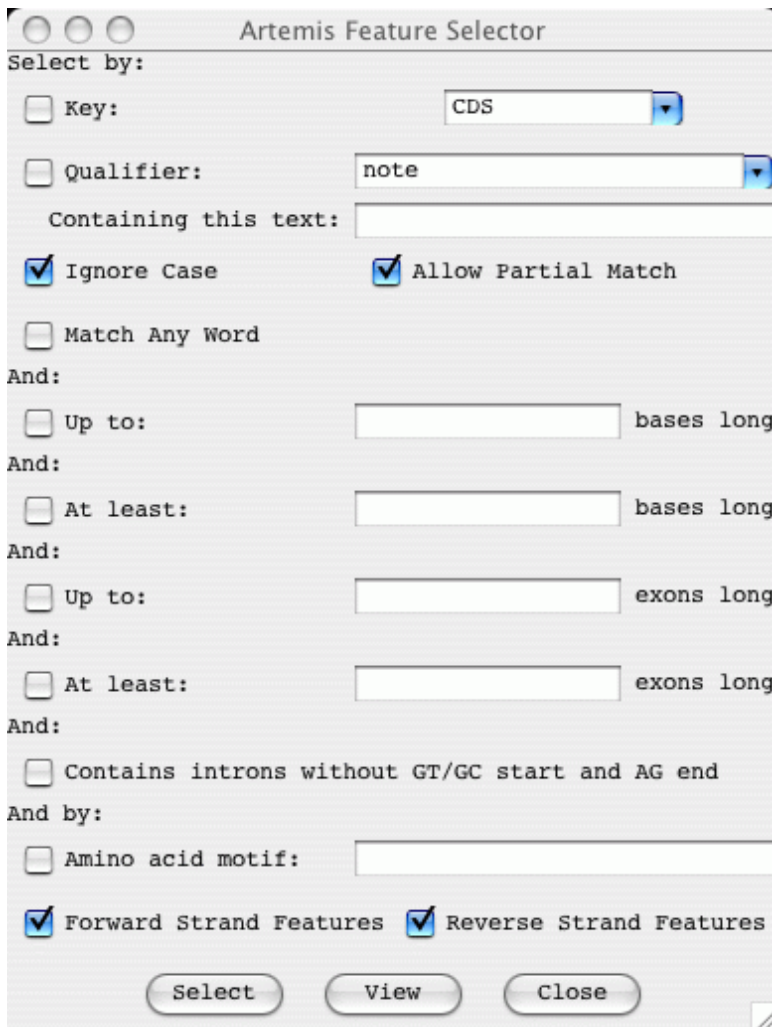 Artemis Feature Selector
Select by:
Key: CDS
Qualifier: note
Containing this text:
Ignore Case Allow Partial Match
Match Any Word
And:
Up to: bases long
And:
At least: bases long
And:
Up to: exons long
And:
At least: exons long
And:
Contains introns without GT/GC start and AG end
And by:
Amino acid motif:
Forward Strand Features Reverse Strand Features
Select View Close